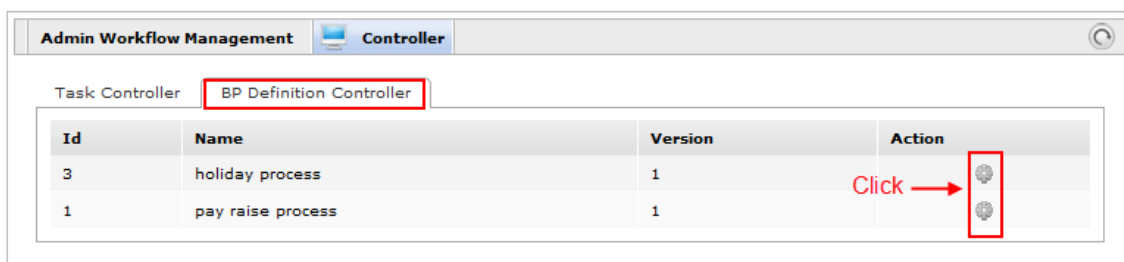 Admin Workflow Management Controller
Task Controller BP Definition Controller
Id Name Version Action
3 holiday process 1
Click
1 pay raise process 1